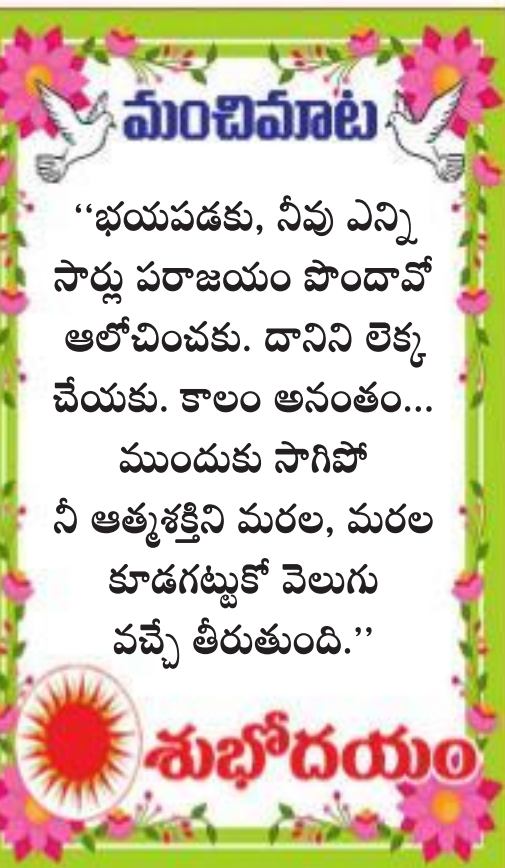 మంచిమాట
‘‘భయపడకు, నీవు ఎన్ని
సార్లు పరాజయం పొందావో
ఆలోచించకు. దానిని లెక్క
చేయకు. కాలం అనంతం...
ముందుకు సాగిపో
నీ ఆత్మశక్తిని మరల, మరల
కూడగట్టుకో వెలుగు
వచ్చే తీరుతుంది.’’
శుభోదయం